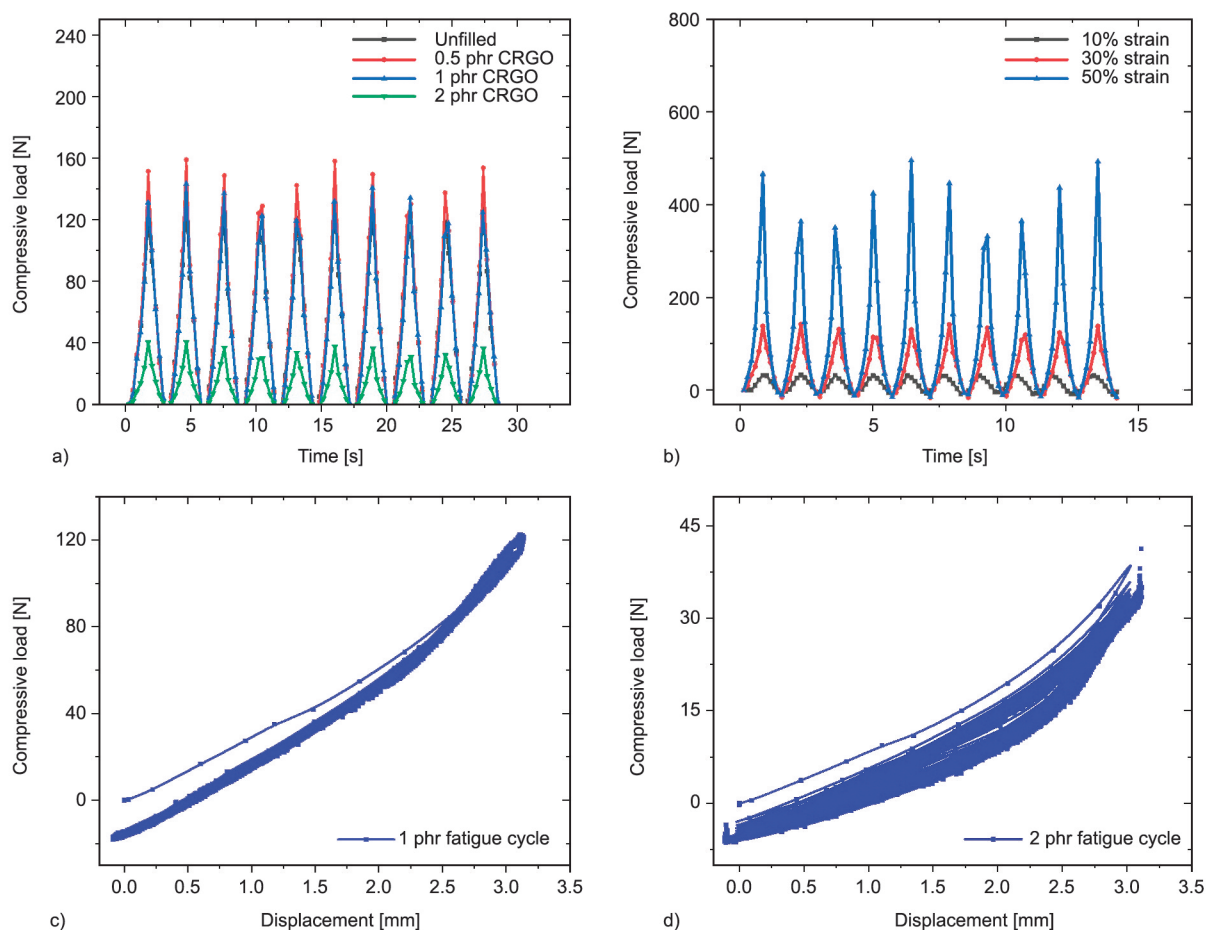 240
200
160
120
80
40
0
Compressive load [N]
Unfilled
0.5 phr CRGO
1 phr CRGO
2 phr CRGO
0 5 10 15 20 25 30
Time [s]
a)
800
600
400
200
0
Compressive load [N]
10% strain
30% strain
50% strain
0 5 10 15
Time [s]
b)
120
80
40
0
Compressive load [N]
1 phr fatigue cycle
0.0 0.5 1.0 1.5 2.0 2.5 3.0 3.5
Displacement [mm]
c)
45
30
15
0
Compressive load [N]
2 phr fatigue cycle
0.0 0.5 1.0 1.5 2.0 2.5 3.0 3.5
Displacement [mm]
d)